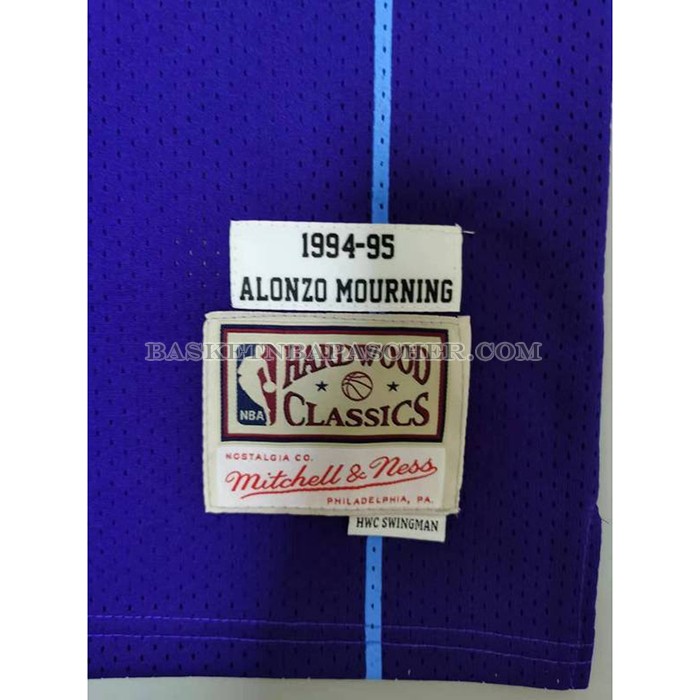 1994-95
ALONZO MOURNING
BASKETNBAPASCHER.COM
HARDWOOD
NBA
CLASSICS
NOSTALGIA CO.
Mitchell & Ness
PHILADELPHIA, PA.
HWC SWINGMAN